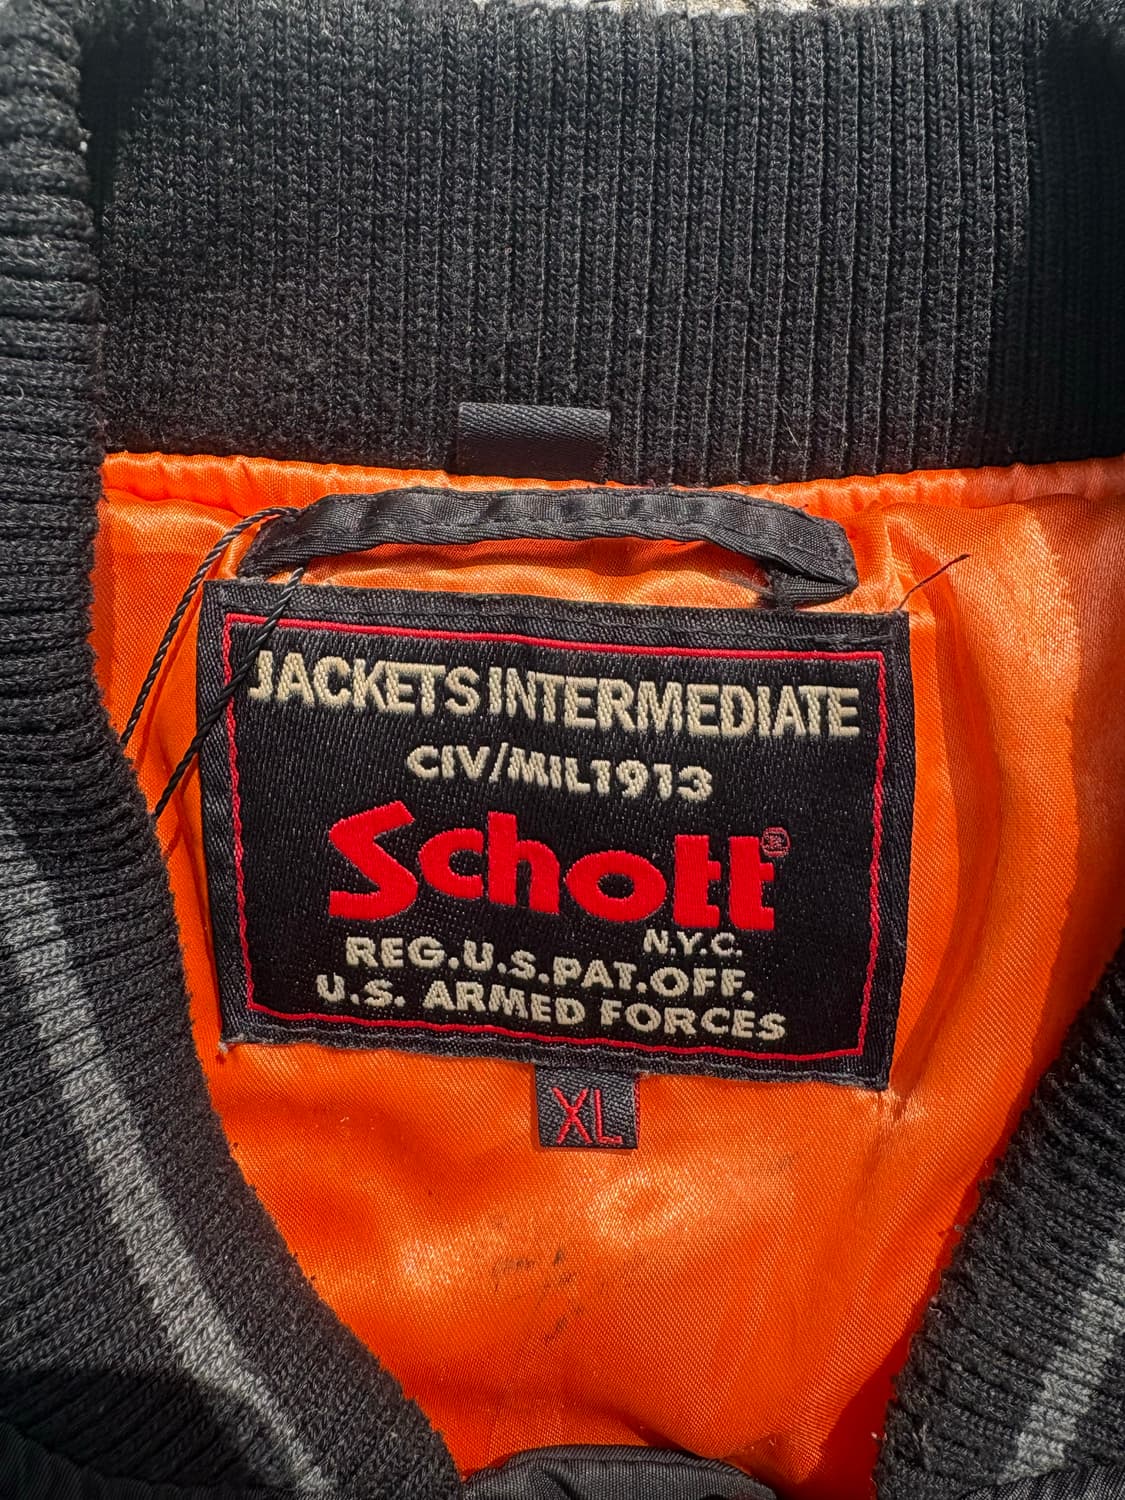 JACKETS INTERMEDIATE
CIV/MIL1913
Schott®
N.Y.C.
REG.U.S.PAT.OFF.
U.S. ARMED FORCES
XL